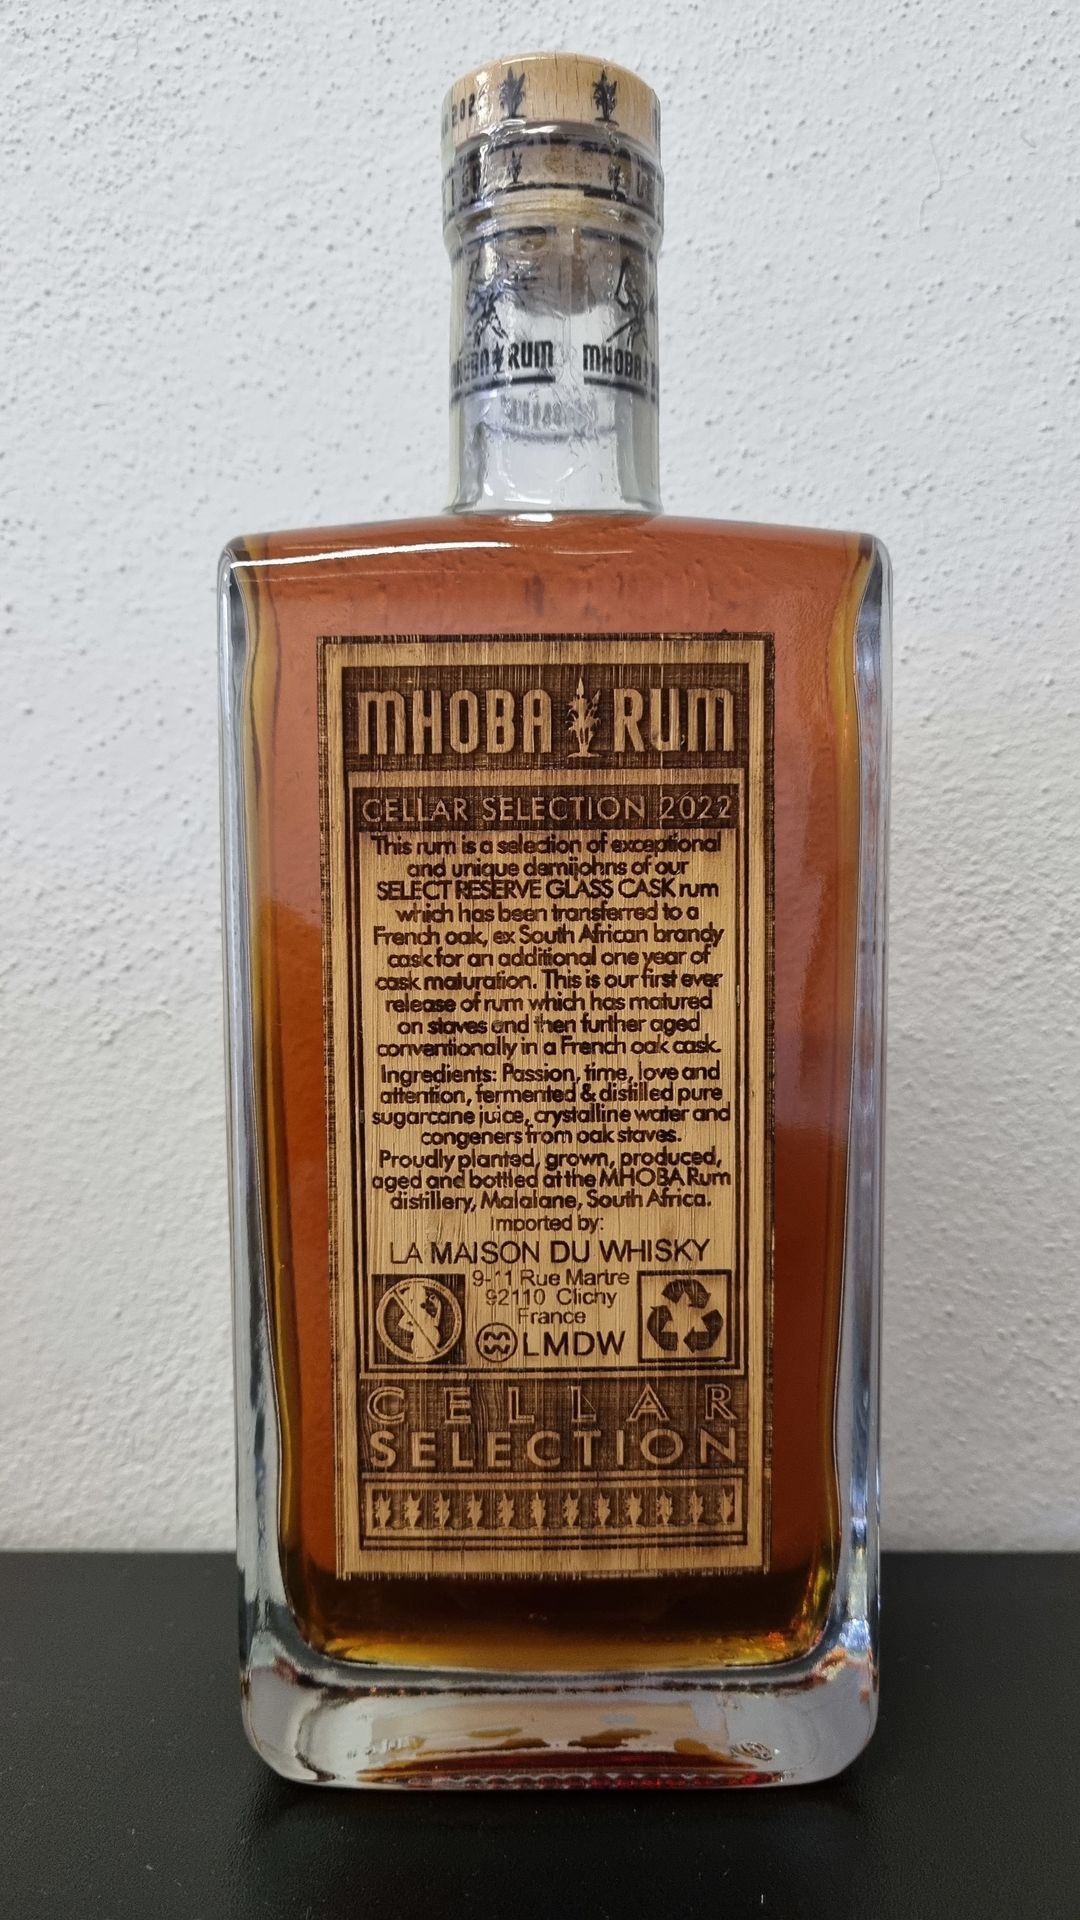 202
MHOBA RUM MHOBA
MHOBA RUM
CELLAR SELECTION 2022
This rum is a selection of exceptional
and unique demijohns of our
SELECT RESERVE GLASS CASK rum
which has been transferred to a
French oak, ex South African brandy
cask for an additional one year of
cask maturation. This is our first ever
release of rum which has matured
on staves and then further aged
conventionally in a French oak cask.
Ingredients: Passion, time, love and
attention, fermented & distilled pure
sugarcane juice, crystalline water and
congeners from oak staves.
Proudly planted, grown, produced,
aged and bottled at the MHOBA Rum
distillery, Malalane, South Africa.
Imported by:
LA MAISON DU WHISKY
9-11 Rue Martre
92110 Clichy
France
LMDW
CELLAR
SELECTION